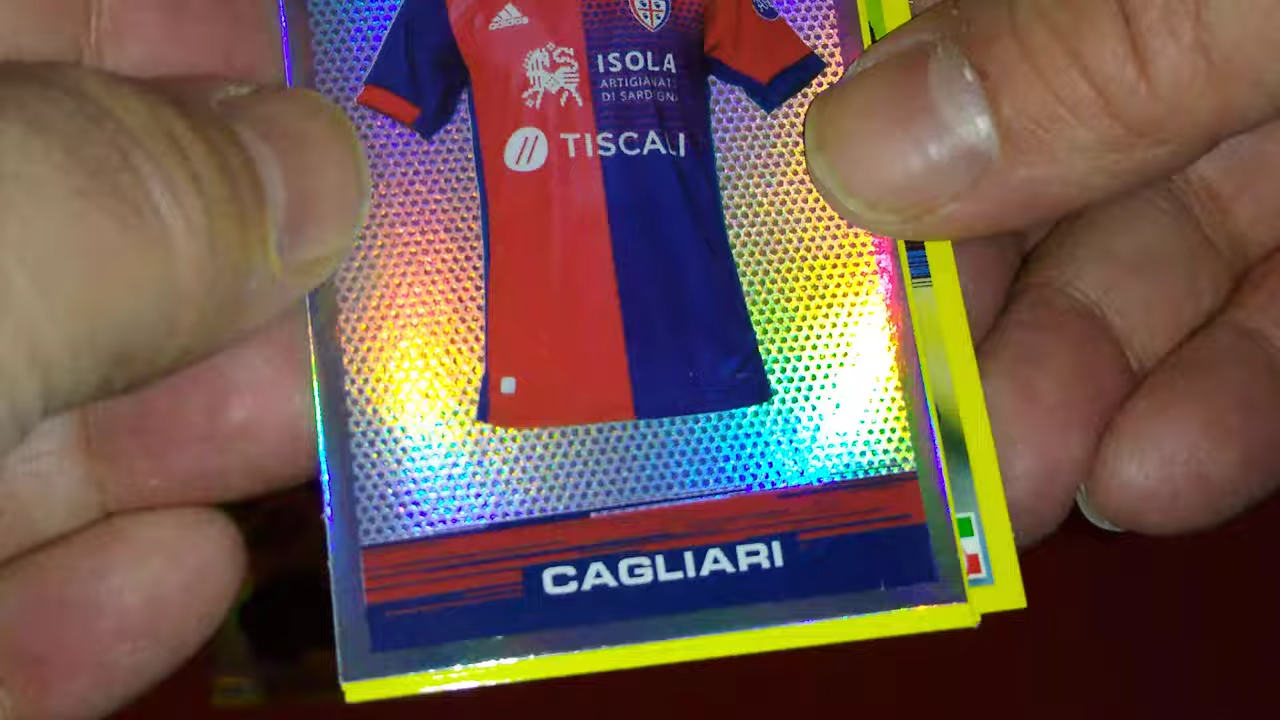 adidas
ISOLA
ARTIGIANATO
DI SARDEGNA
TISCALI
CAGLIARI